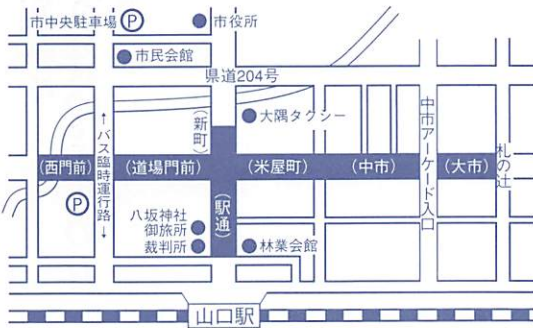 市中央駐車場 P
市役所
市民会館
県道204号
(新町)
大隅タクシー
←バス臨時運行路→
中市アーケード入口
札の辻
(西門前)
(道場門前)
(米屋町)
(中市)
(大市)
P
(駅通)
八坂神社
御旅所
裁判所
林業会館
山口駅